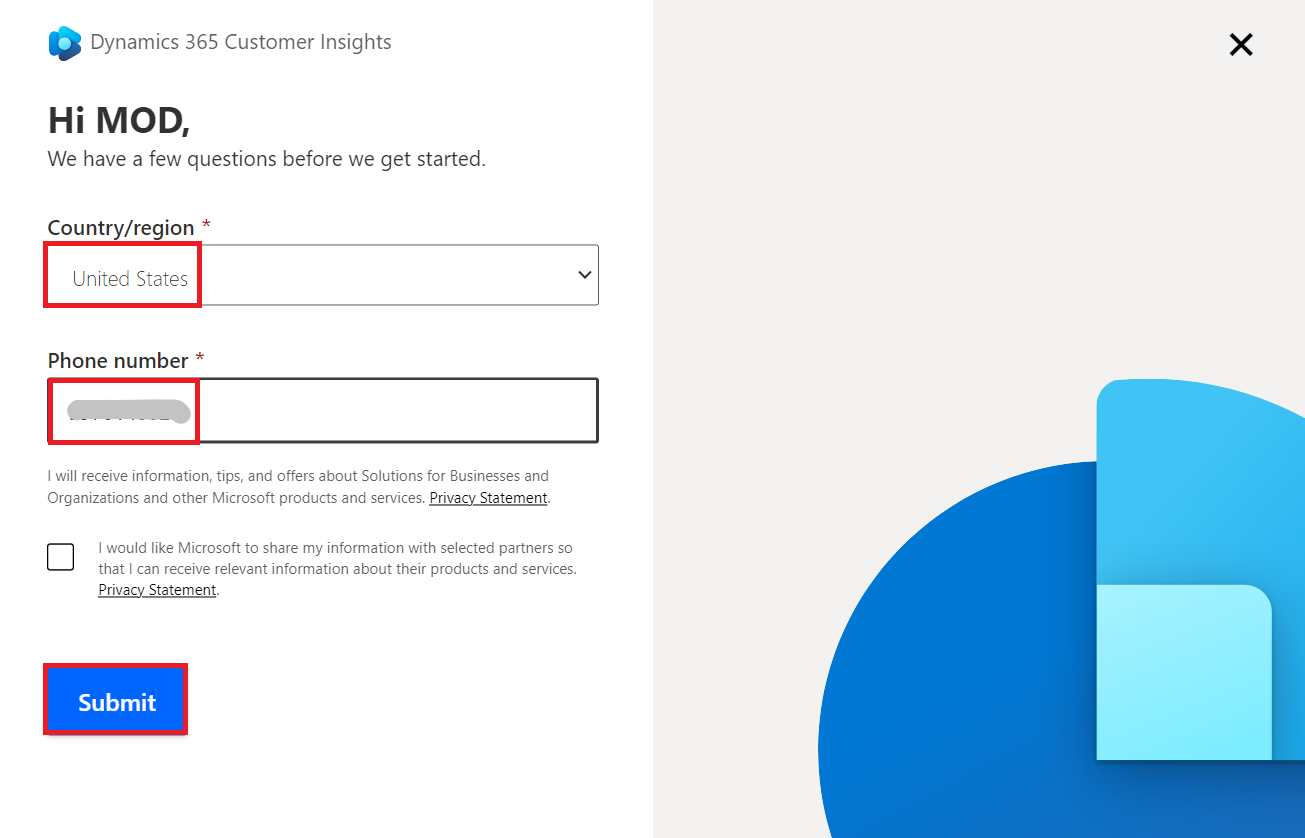 Dynamics 365 Customer Insights
Hi MOD,
We have a few questions before we get started.
Country/region *
United States
Phone number *
I will receive information, tips, and offers about Solutions for Businesses and
Organizations and other Microsoft products and services. Privacy Statement.
I would like Microsoft to share my information with selected partners so
that I can receive relevant information about their products and services.
Privacy Statement.
Submit